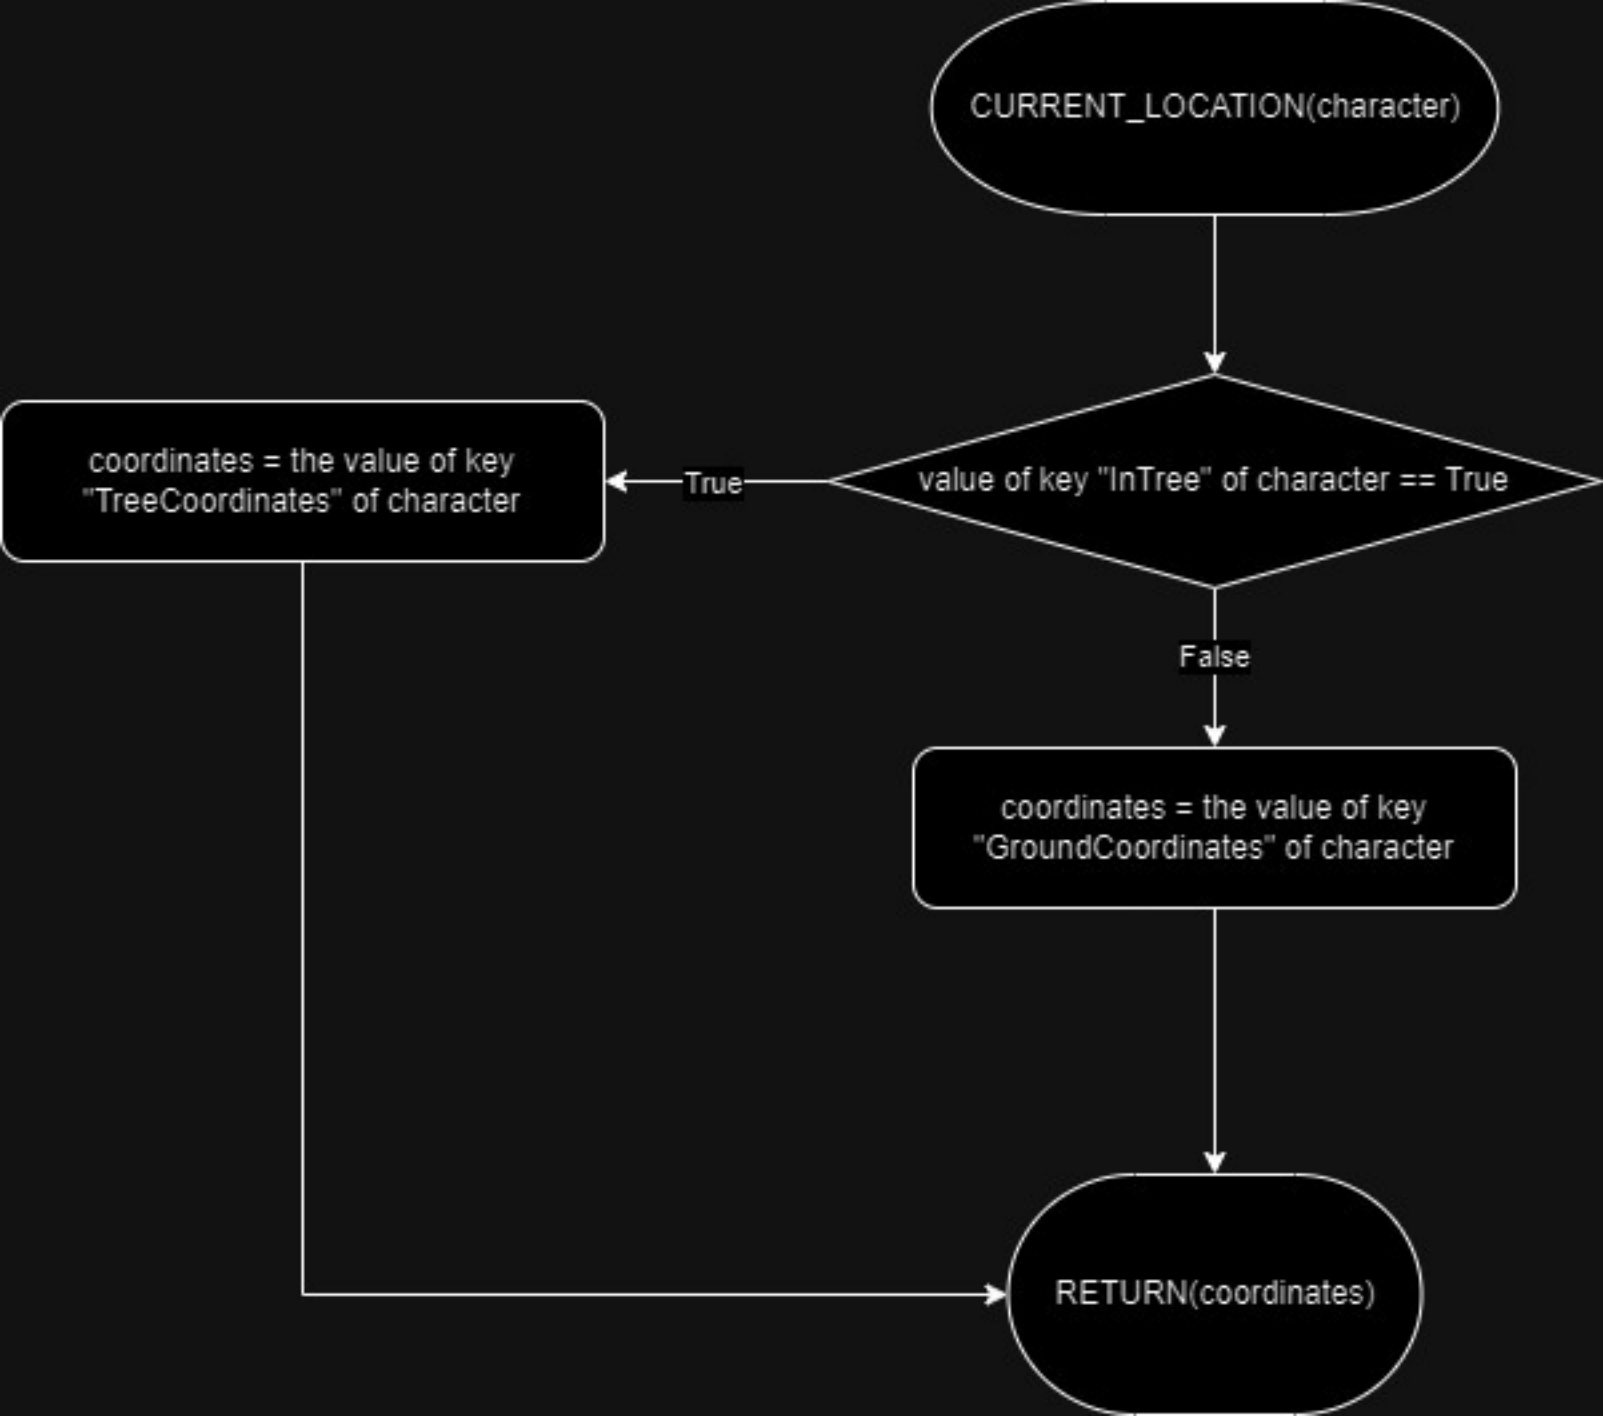 CURRENT_LOCATION(character)
value of key "InTree" of character == True
True
coordinates = the value of key
"TreeCoordinates" of character
False
coordinates = the value of key
"GroundCoordinates" of character
RETURN(coordinates)